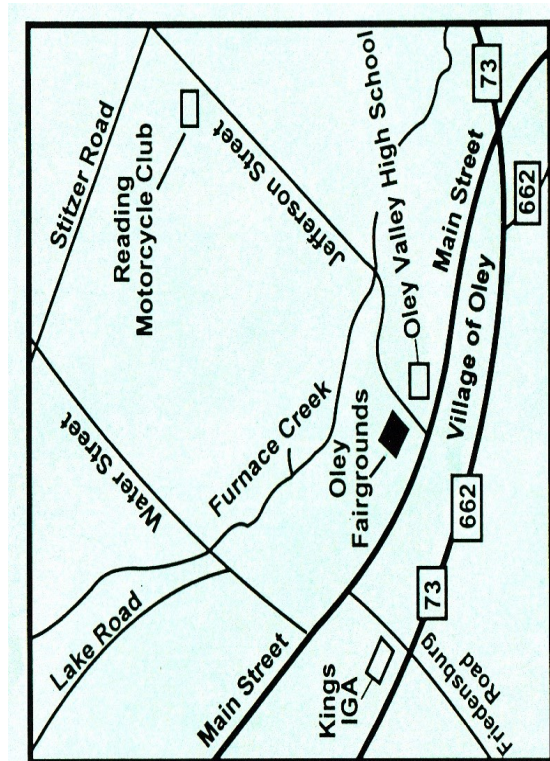 Stitzer Road
Reading
Motorcycle Club
Jefferson Street
Oley Valley High School
73
Main Street
662
Village of Oley
Water Street
Furnace Creek
Oley
Fairgrounds
662
Lake Road
73
Main Street
Kings
IGA
Friedensburg
Road